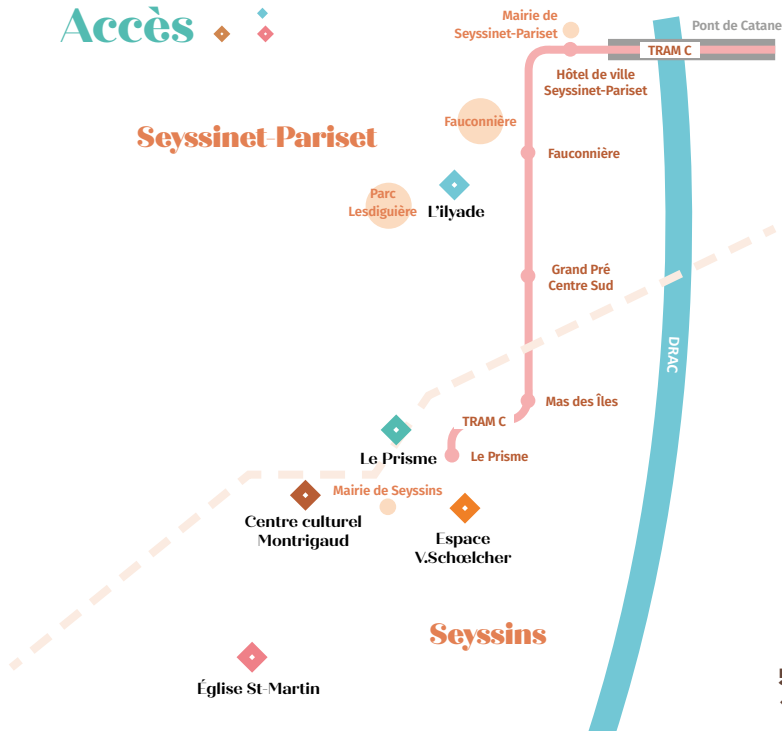 Accès
Mairie de
Seyssinet-Pariset
Pont de Catane
TRAM C
Hôtel de ville
Seyssinet-Pariset
Fauconnière
Seyssinet-Pariset
Fauconnière
Parc
Lesdiguière
L'ilyade
Grand Pré
Centre Sud
DRAC
Mas des Îles
TRAM C
Le Prisme
Le Prisme
Mairie de Seyssins
Centre culturel
Montrigaud
Espace
V.Schœlcher
Seyssins
Église St-Martin